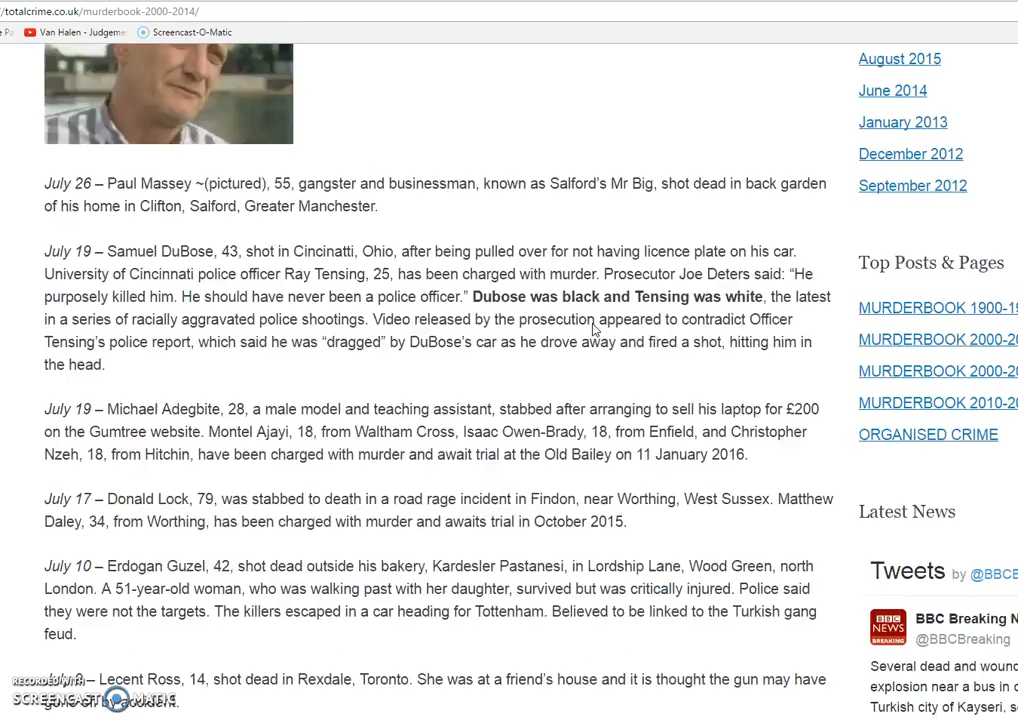 /totalcrime.co.uk/murderbook-2000-2014/
Van Halen - Judgeme
Screencast-O-Matic
August 2015
June 2014
January 2013
December 2012
September 2012
July 26 – Paul Massey ~(pictured), 55, gangster and businessman, known as Salford's Mr Big, shot dead in back garden
of his home in Clifton, Salford, Greater Manchester.
July 19 – Samuel DuBose, 43, shot in Cincinatti, Ohio, after being pulled over for not having licence plate on his car.
University of Cincinnati police officer Ray Tensing, 25, has been charged with murder. Prosecutor Joe Deters said: "He
purposely killed him. He should have never been a police officer." Dubose was black and Tensing was white, the latest
in a series of racially aggravated police shootings. Video released by the prosecution appeared to contradict Officer
Tensing's police report, which said he was "dragged" by DuBose's car as he drove away and fired a shot, hitting him in
the head.
July 19 – Michael Adegbite, 28, a male model and teaching assistant, stabbed after arranging to sell his laptop for £200
on the Gumtree website. Montel Ajayi, 18, from Waltham Cross, Isaac Owen-Brady, 18, from Enfield, and Christopher
Nzeh, 18, from Hitchin, have been charged with murder and await trial at the Old Bailey on 11 January 2016.
July 17 – Donald Lock, 79, was stabbed to death in a road rage incident in Findon, near Worthing, West Sussex. Matthew
Daley, 34, from Worthing, has been charged with murder and awaits trial in October 2015.
July 10 – Erdogan Guzel, 42, shot dead outside his bakery, Kardesler Pastanesi, in Lordship Lane, Wood Green, north
London. A 51-year-old woman, who was walking past with her daughter, survived but was critically injured. Police said
they were not the targets. The killers escaped in a car heading for Tottenham. Believed to be linked to the Turkish gang
feud.
– Lecent Ross, 14, shot dead in Rexdale, Toronto. She was at a friend's house and it is thought the gun may have
gone off by accident.
RECORDED WITH
SCREENCAST MATIC
Top Posts & Pages
MURDERBOOK 1900-19
MURDERBOOK 2000-20
MURDERBOOK 2000-20
MURDERBOOK 2010-20
ORGANISED CRIME
Latest News
Tweets by @BBCB
BBC
NEWS
BREAKING
BBC Breaking N
@BBCBreaking
Several dead and wound
explosion near a bus in c
Turkish city of Kayseri, s